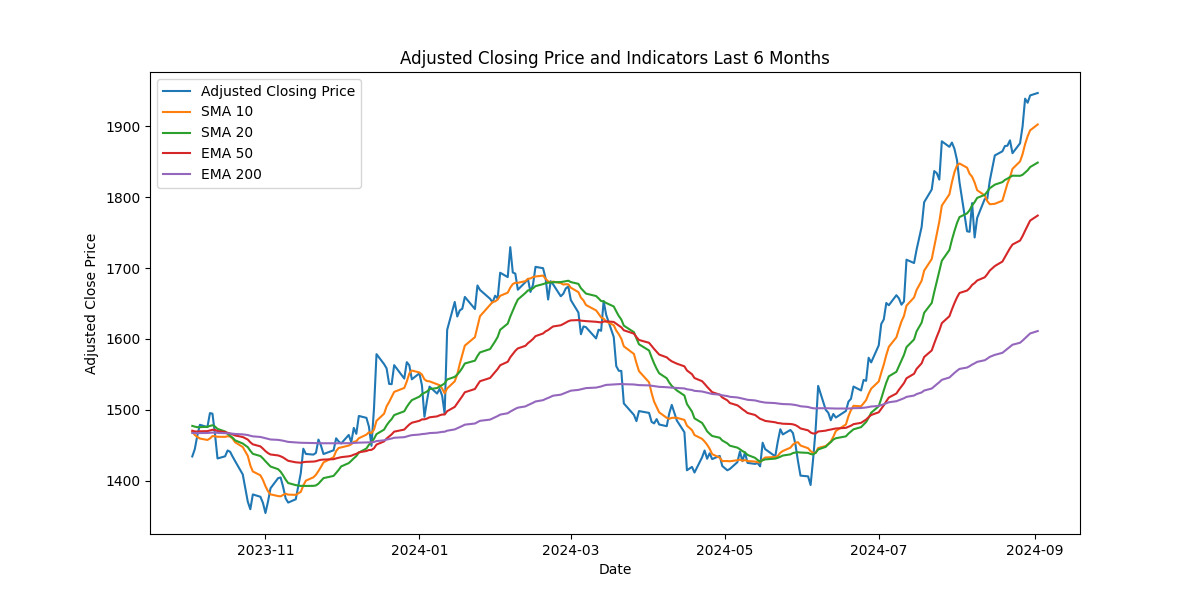 Adjusted Closing Price and Indicators Last 6 Months
Adjusted Closing Price
SMA 10
SMA 20
EMA 50
EMA 200
Adjusted Close Price
1900
1800
1700
1600
1500
1400
2023-11
2024-01
2024-03
2024-05
2024-07
2024-09
Date